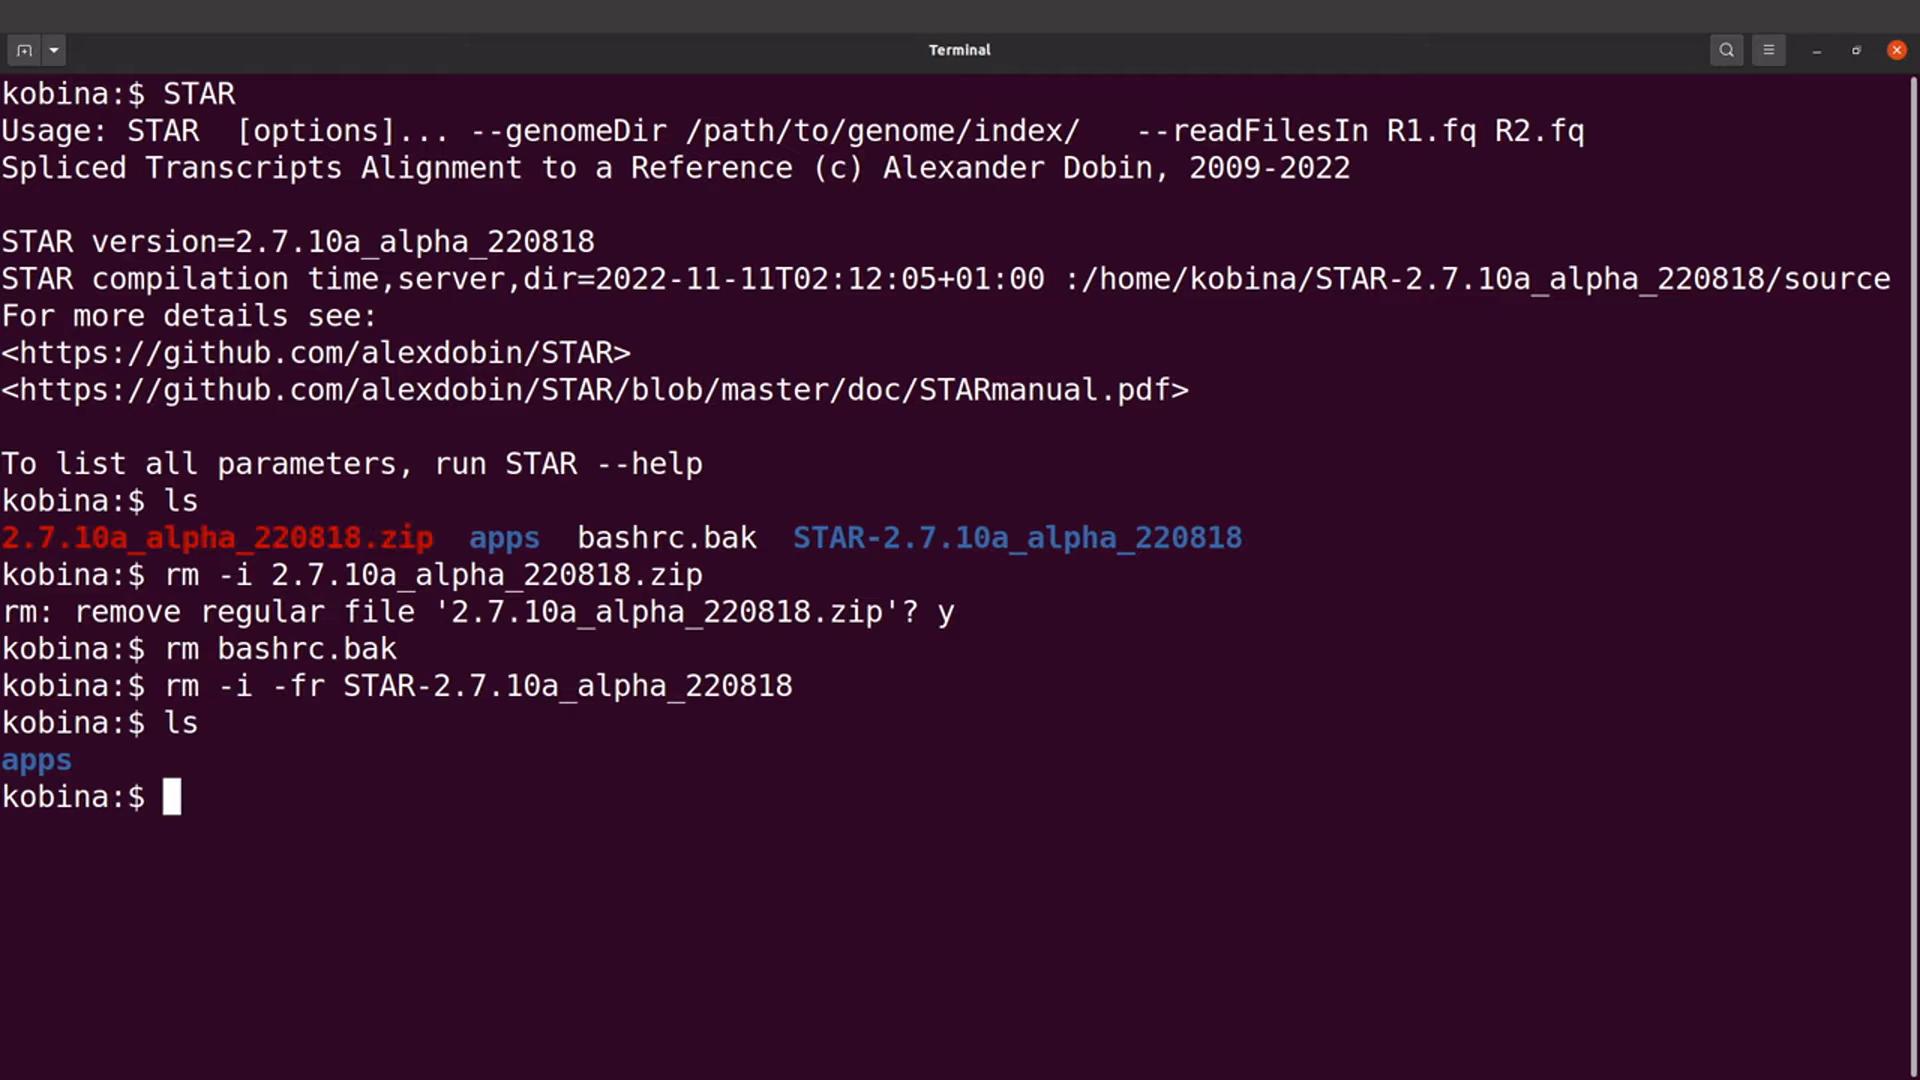 Terminal
kobina:$ STAR
Usage: STAR  [options]... --genomeDir /path/to/genome/index/   --readFilesIn R1.fq R2.fq
Spliced Transcripts Alignment to a Reference (c) Alexander Dobin, 2009-2022
STAR version=2.7.10a_alpha_220818
STAR compilation time,server,dir=2022-11-11T02:12:05+01:00 :/home/kobina/STAR-2.7.10a_alpha_220818/source
For more details see:
<https://github.com/alexdobin/STAR>
<https://github.com/alexdobin/STAR/blob/master/doc/STARmanual.pdf>
To list all parameters, run STAR --help
kobina:$ ls
2.7.10a_alpha_220818.zip  apps  bashrc.bak  STAR-2.7.10a_alpha_220818
kobina:$ rm -i 2.7.10a_alpha_220818.zip
rm: remove regular file '2.7.10a_alpha_220818.zip'? y
kobina:$ rm bashrc.bak
kobina:$ rm -i -fr STAR-2.7.10a_alpha_220818
kobina:$ ls
apps
kobina:$